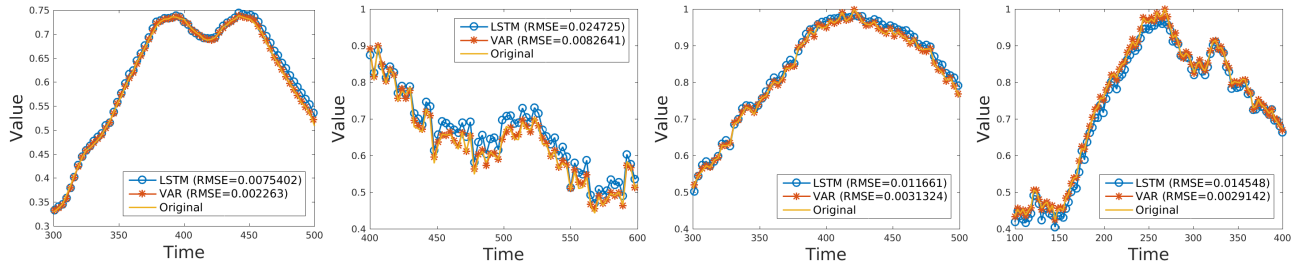 0.75
0.7
0.65
0.6
0.55
0.5
0.45
0.4
0.35
0.3
300 350 400 450 500
Value
Time
LSTM (RMSE=0.0075402)
VAR (RMSE=0.002263)
Original
1
0.9
0.8
0.7
0.6
0.5
0.4
400 450 500 550 600
Value
Time
LSTM (RMSE=0.024725)
VAR (RMSE=0.0082641)
Original
1
0.9
0.8
0.7
0.6
0.5
0.4
300 350 400 450 500
Value
Time
LSTM (RMSE=0.011661)
VAR (RMSE=0.0031324)
Original
1
0.9
0.8
0.7
0.6
0.5
0.4
100 150 200 250 300 350 400
Value
Time
LSTM (RMSE=0.014548)
VAR (RMSE=0.0029142)
Original